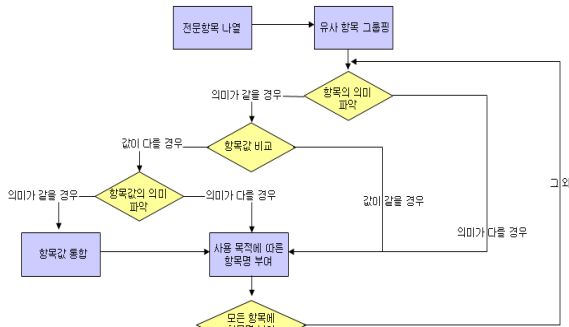 전문항목 나열
유사 항목 그룹핑
의미가 같을 경우
항목의 의미
파악
값이 다를 경우
항목값 비교
그 외
의미가 같을 경우
항목값의 의미
파악
의미가 다를 경우
값이 같을 경우
의미가 다를 경우
항목값 통합
사용 목적에 따른
항목명 부여
모든 항목에